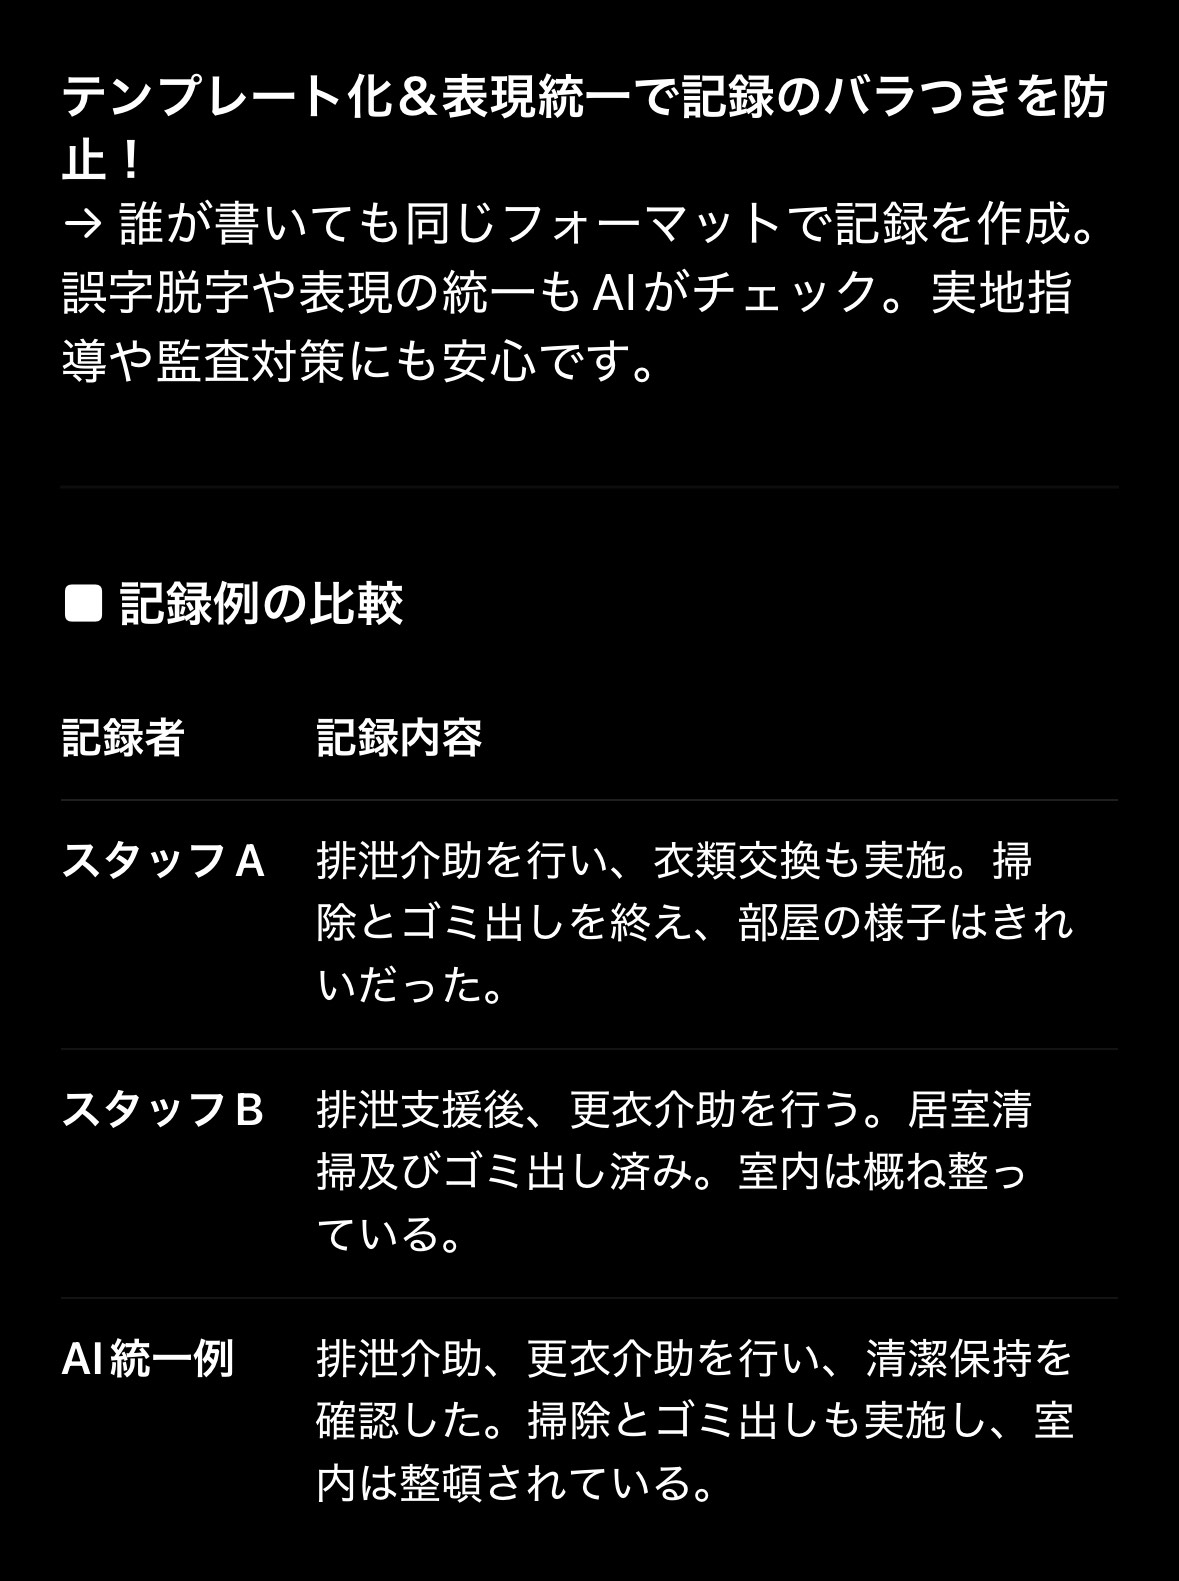 テンプレート化＆表現統一で記録のバラつきを防
止！
→ 誰が書いても同じフォーマットで記録を作成。
誤字脱字や表現の統一もAIがチェック。実地指
導や監査対策にも安心です。
■ 記録例の比較
記録者 記録内容
スタッフA 排泄介助を行い、衣類交換も実施。掃
除とゴミ出しを終え、部屋の様子はきれ
いだった。
スタッフB 排泄支援後、更衣介助を行う。居室清
掃及びゴミ出し済み。室内は概ね整っ
ている。
AI統一例 排泄介助、更衣介助を行い、清潔保持を
確認した。掃除とゴミ出しも実施し、室
内は整頓されている。